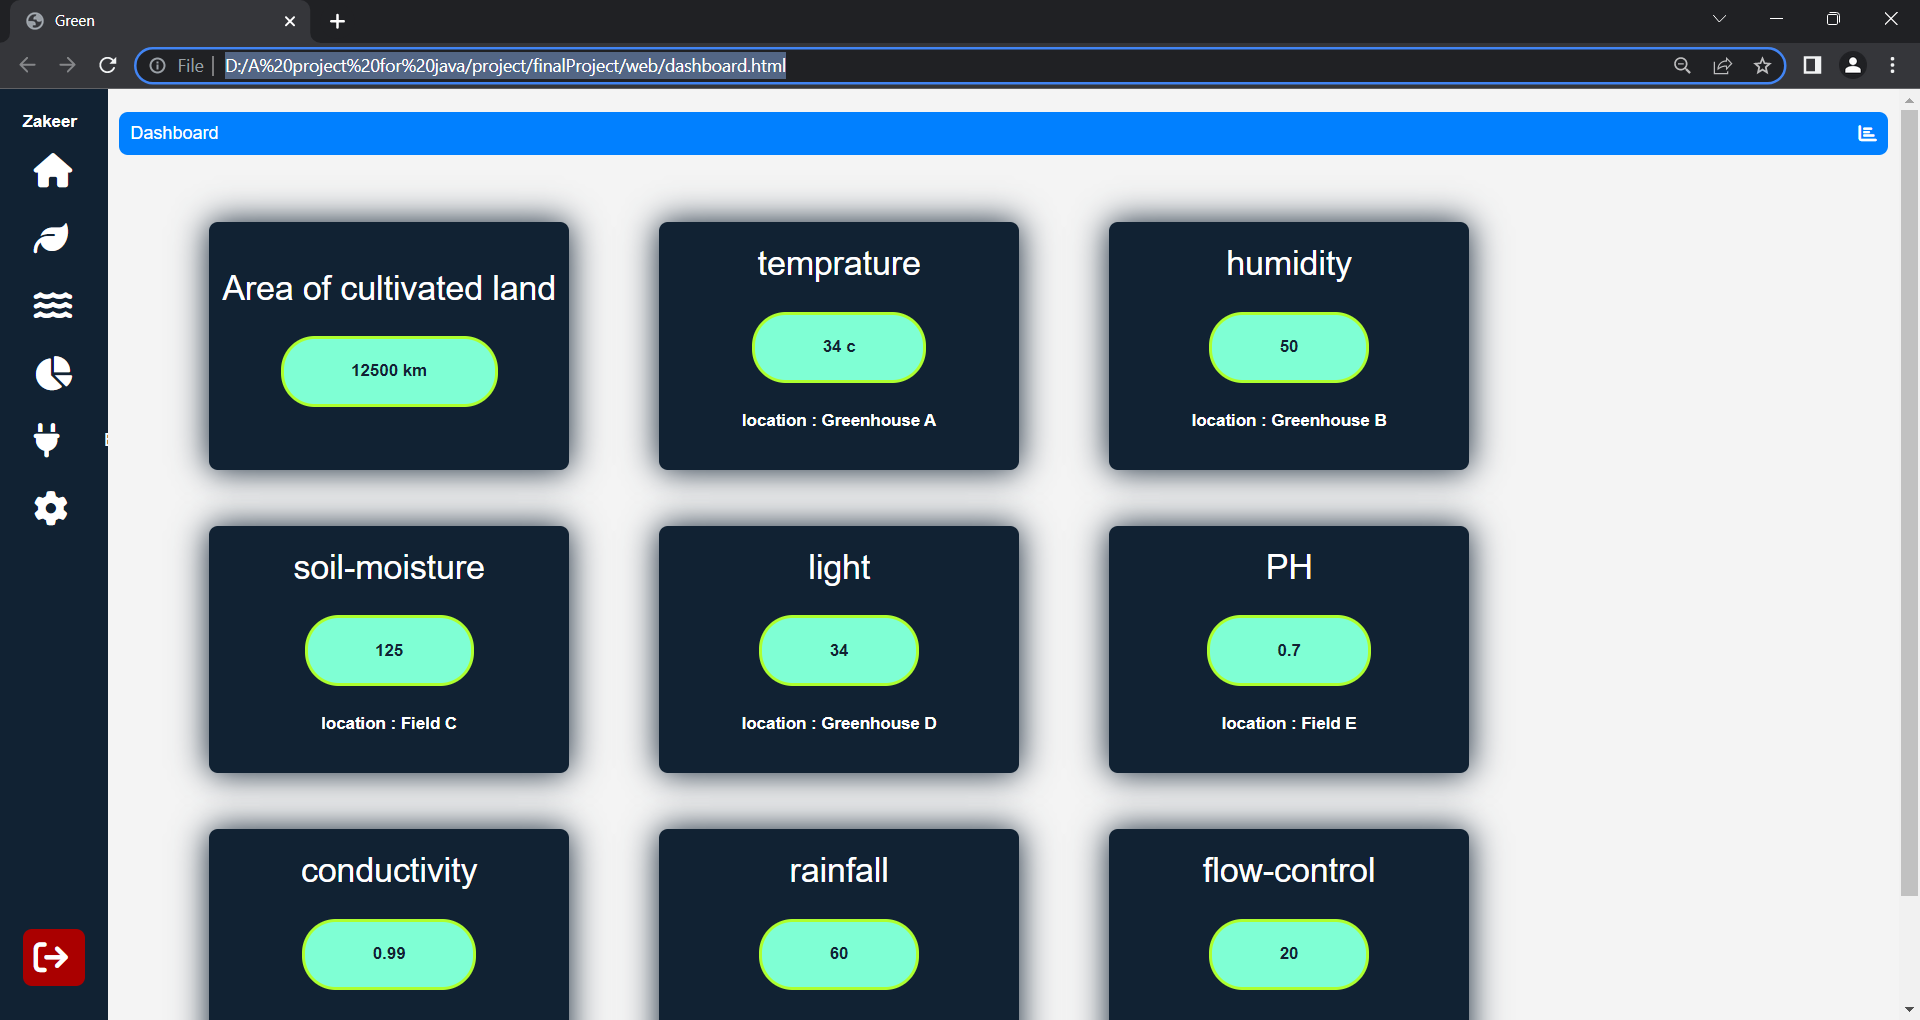 Green
File
D:/A%20project%20for%20java/project/finalProject/web/dashboard.html
Zakeer
Dashboard
Area of cultivated land
12500 km
temprature
34 c
location : Greenhouse A
humidity
50
location : Greenhouse B
soil-moisture
125
location : Field C
light
34
location : Greenhouse D
PH
0.7
location : Field E
conductivity
0.99
rainfall
60
flow-control
20